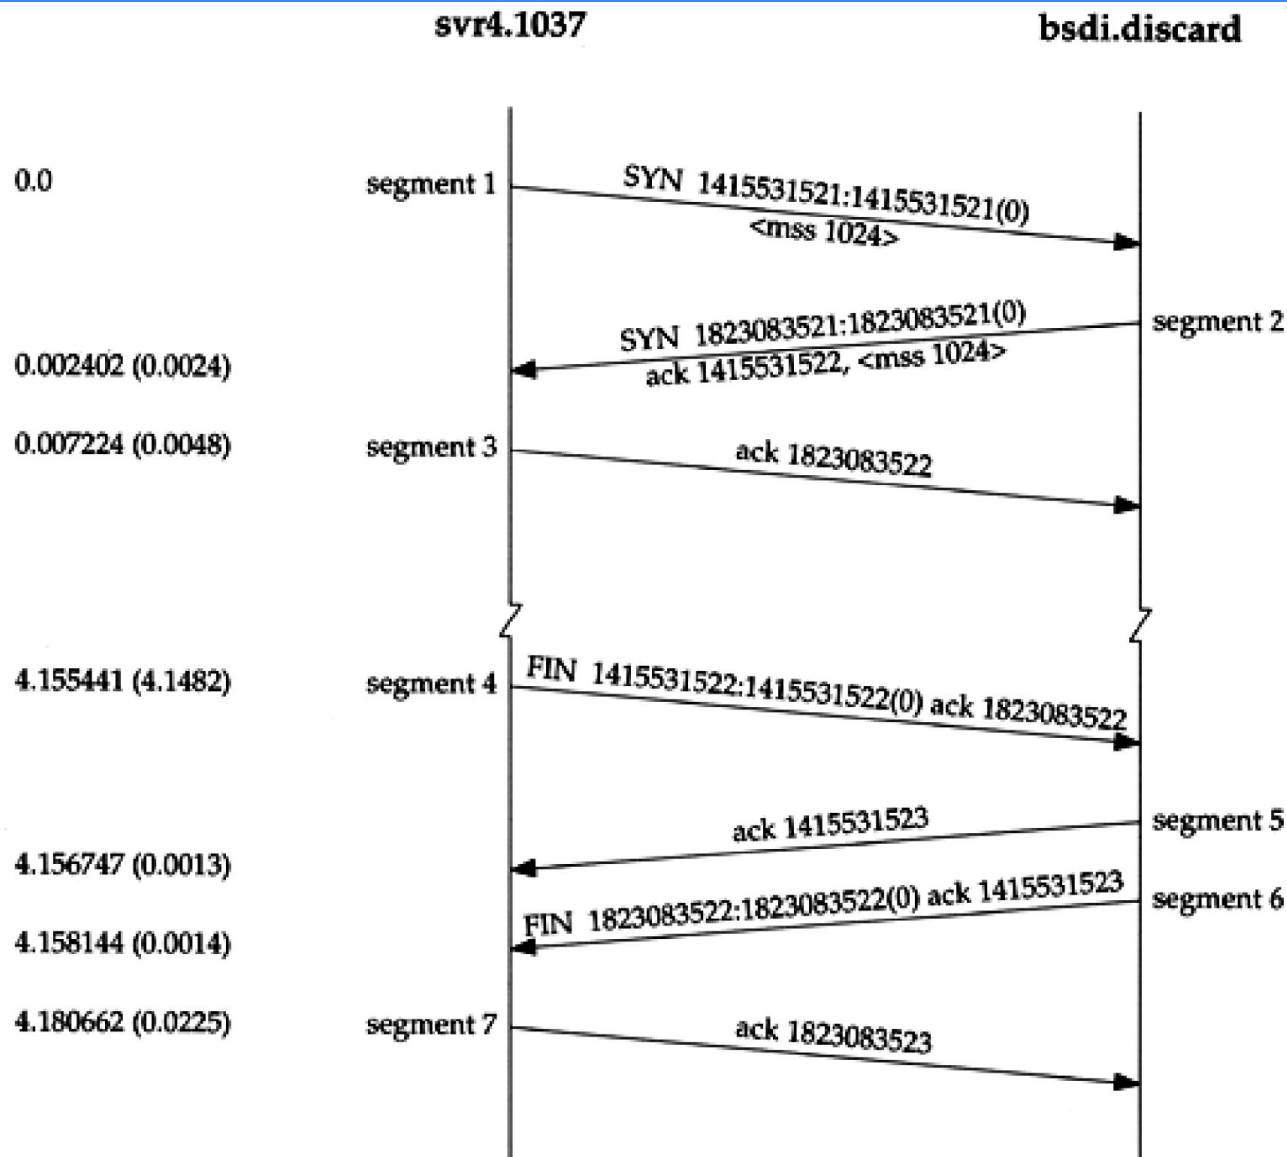 svr4.1037 bsdi.discard
0.0 segment 1 SYN 1415531521:1415531521(0)
<mss 1024>
SYN 1823083521:1823083521(0) segment 2
0.002402 (0.0024) ack 1415531522, <mss 1024>
0.007224 (0.0048) segment 3 ack 1823083522
4.155441 (4.1482) segment 4 FIN 1415531522:1415531522(0) ack 1823083522
ack 1415531523 segment 5
4.156747 (0.0013)
FIN 1823083522:1823083522(0) ack 1415531523 segment 6
4.158144 (0.0014)
4.180662 (0.0225) segment 7 ack 1823083523